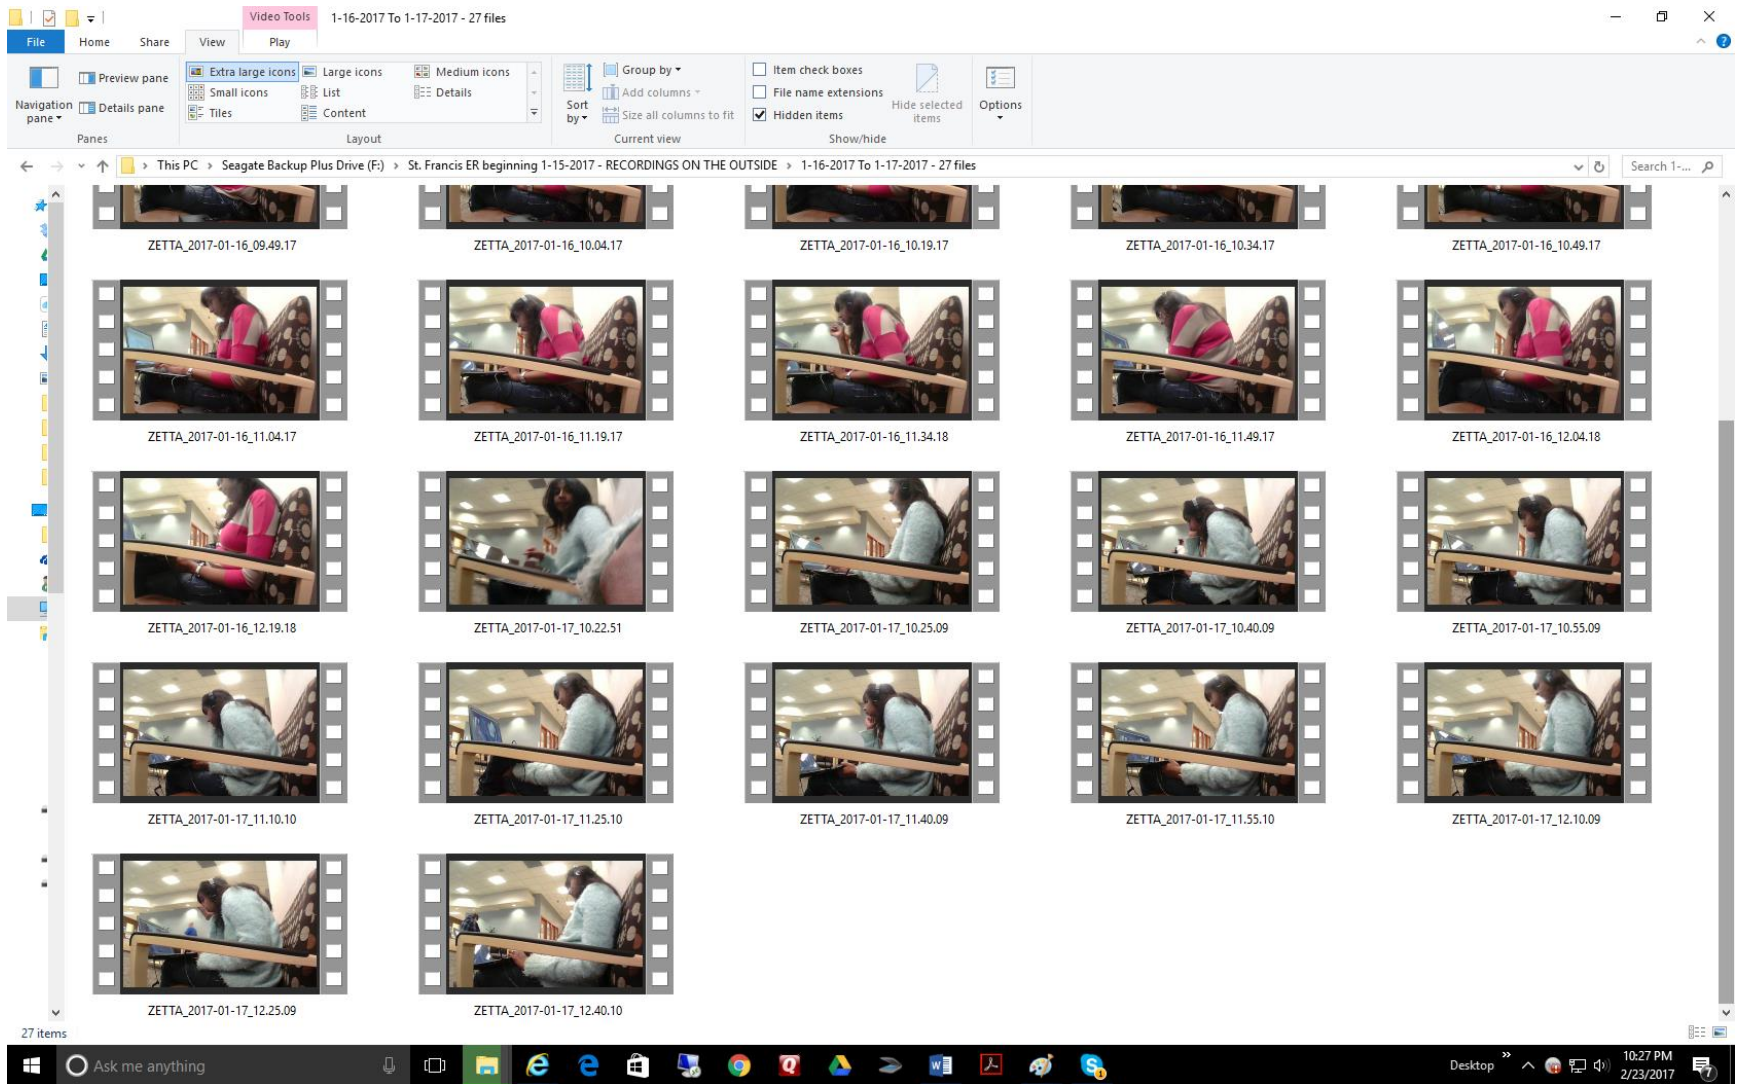 Video Tools 1-16-2017 To 1-17-2017 - 27 files
File Home Share View Play
Preview pane Extra large icons Large icons Medium icons Group by Item check boxes
Small icons List Details Add columns File name extensions
Navigation pane Details pane Tiles Content Sort by Size all columns to fit Hidden items Hide selected items Options
Panes Layout Current view Show/hide
This PC > Seagate Backup Plus Drive (F:) > St. Francis ER beginning 1-15-2017 - RECORDINGS ON THE OUTSIDE > 1-16-2017 To 1-17-2017 - 27 files Search 1-...
ZETTA_2017-01-16_09.49.17 ZETTA_2017-01-16_10.04.17 ZETTA_2017-01-16_10.19.17 ZETTA_2017-01-16_10.34.17 ZETTA_2017-01-16_10.49.17
ZETTA_2017-01-16_11.04.17 ZETTA_2017-01-16_11.19.17 ZETTA_2017-01-16_11.34.18 ZETTA_2017-01-16_11.49.17 ZETTA_2017-01-16_12.04.18
ZETTA_2017-01-16_12.19.18 ZETTA_2017-01-17_10.22.51 ZETTA_2017-01-17_10.25.09 ZETTA_2017-01-17_10.40.09 ZETTA_2017-01-17_10.55.09
ZETTA_2017-01-17_11.10.10 ZETTA_2017-01-17_11.25.10 ZETTA_2017-01-17_11.40.09 ZETTA_2017-01-17_11.55.10 ZETTA_2017-01-17_12.10.09
ZETTA_2017-01-17_12.25.09 ZETTA_2017-01-17_12.40.10
27 items
Ask me anything Desktop 10:27 PM
2/23/2017